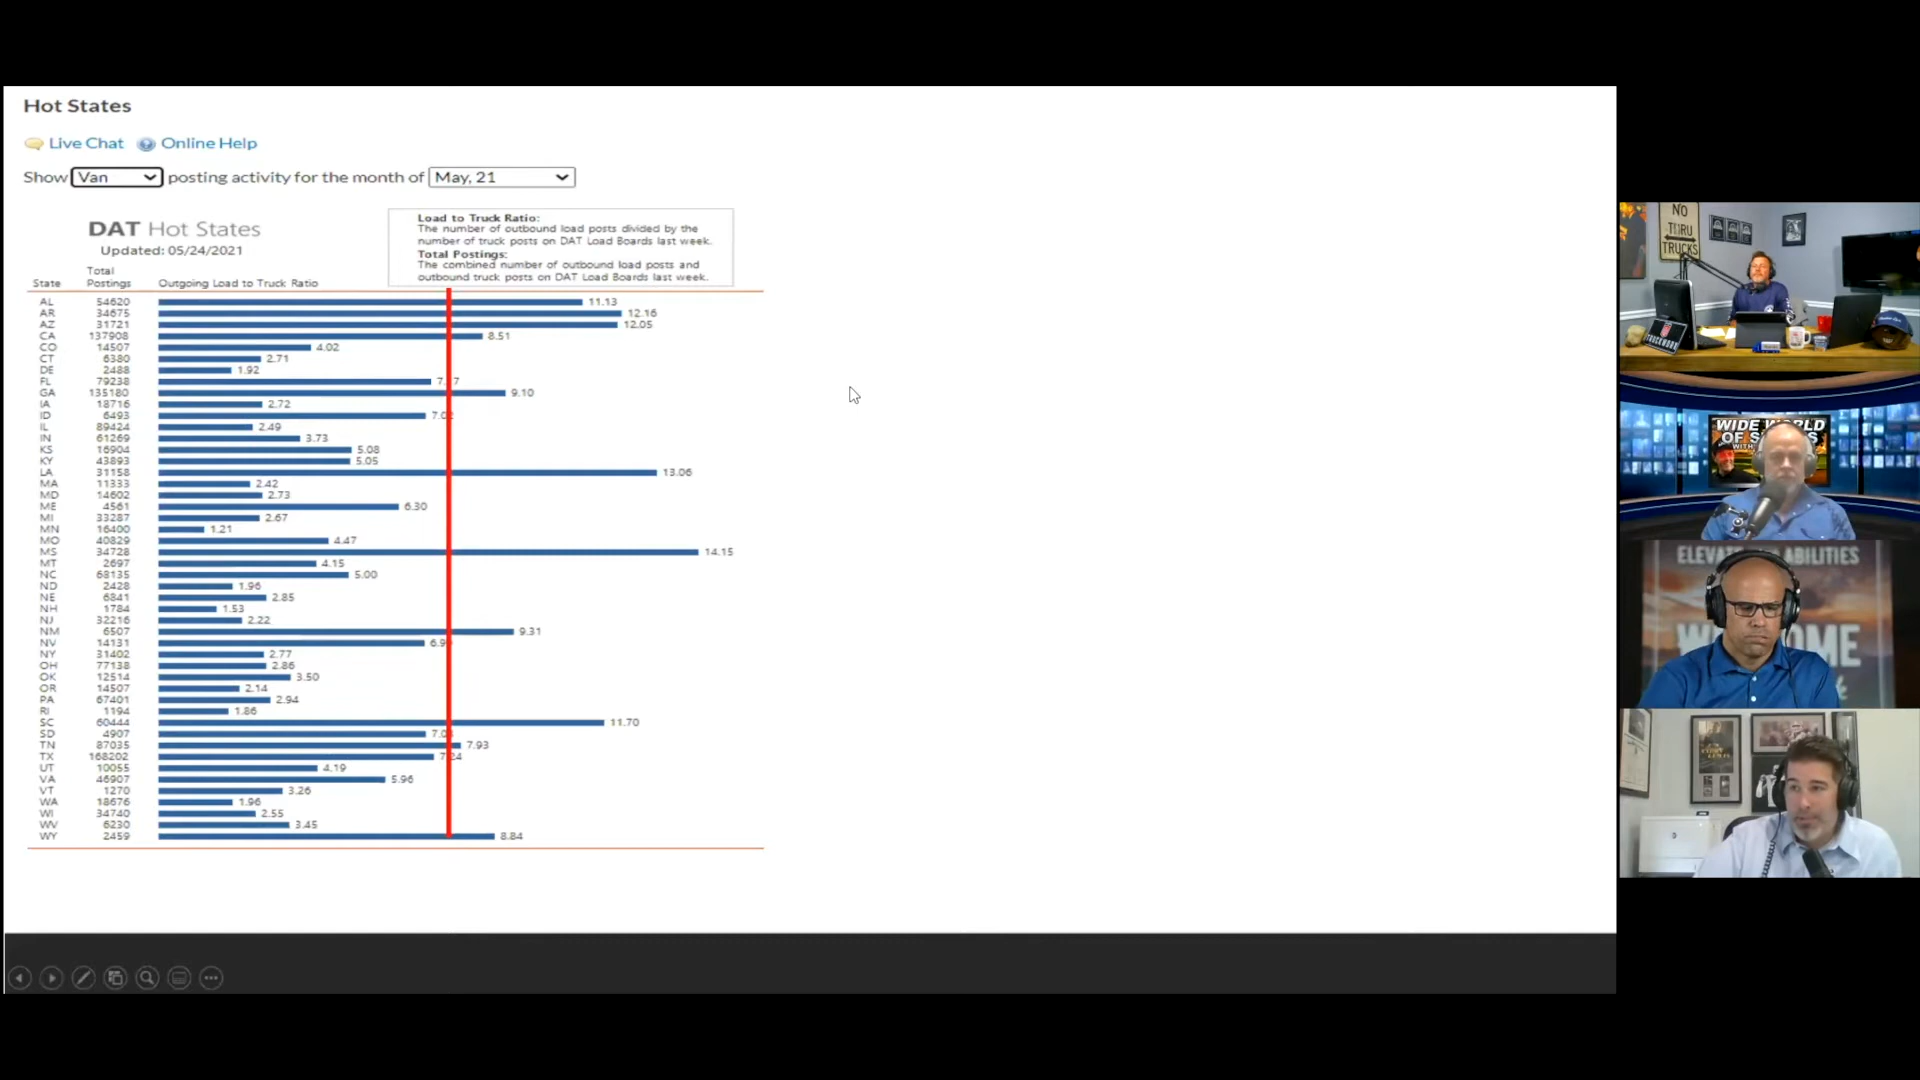 Hot States
Live Chat Online Help
Show Van posting activity for the month of May, 21
DAT Hot States
Updated: 05/24/2021
Load to Truck Ratio:
The number of outbound load posts divided by the
number of truck posts on DAT Load Boards last week.
Total Postings:
The combined number of outbound load posts and
outbound truck posts on DAT Load Boards last week.
State Total Postings Outgoing Load to Truck Ratio
AL 54620 11.13
AR 34675 12.16
AZ 31721 12.05
CA 137908 8.51
CO 14507 4.02
CT 6380 2.71
DE 2488 1.92
FL 79238
GA 135180 9.10
IA 18716 2.72
ID 6493
IL 89424 2.49
IN 61269 3.73
KS 16904 5.08
KY 43893 5.05
LA 31158 13.06
MA 11333 2.42
MD 14602 2.73
ME 4561 6.30
MI 33287 2.67
MN 16400 1.21
MO 40829 4.47
MS 34728 14.15
MT 2697 4.15
NC 68135 5.00
ND 2428 1.96
NE 6841 2.85
NH 1784 1.53
NJ 32216 2.22
NM 6507 9.31
NV 14131
NY 31402 2.77
OH 77138 2.86
OK 12514 3.50
OR 14507 2.14
PA 67401 2.94
RI 1194 1.86
SC 60444 11.70
SD 4907
TN 87035 7.93
TX 168202
UT 10055 4.19
VA 46907 5.96
VT 1270 3.26
WA 18676 1.96
WI 34740 2.55
WV 6230 3.45
WY 2459 8.84
NO
THRU
TRUCKS
WIDE WORLD
OF
WITH